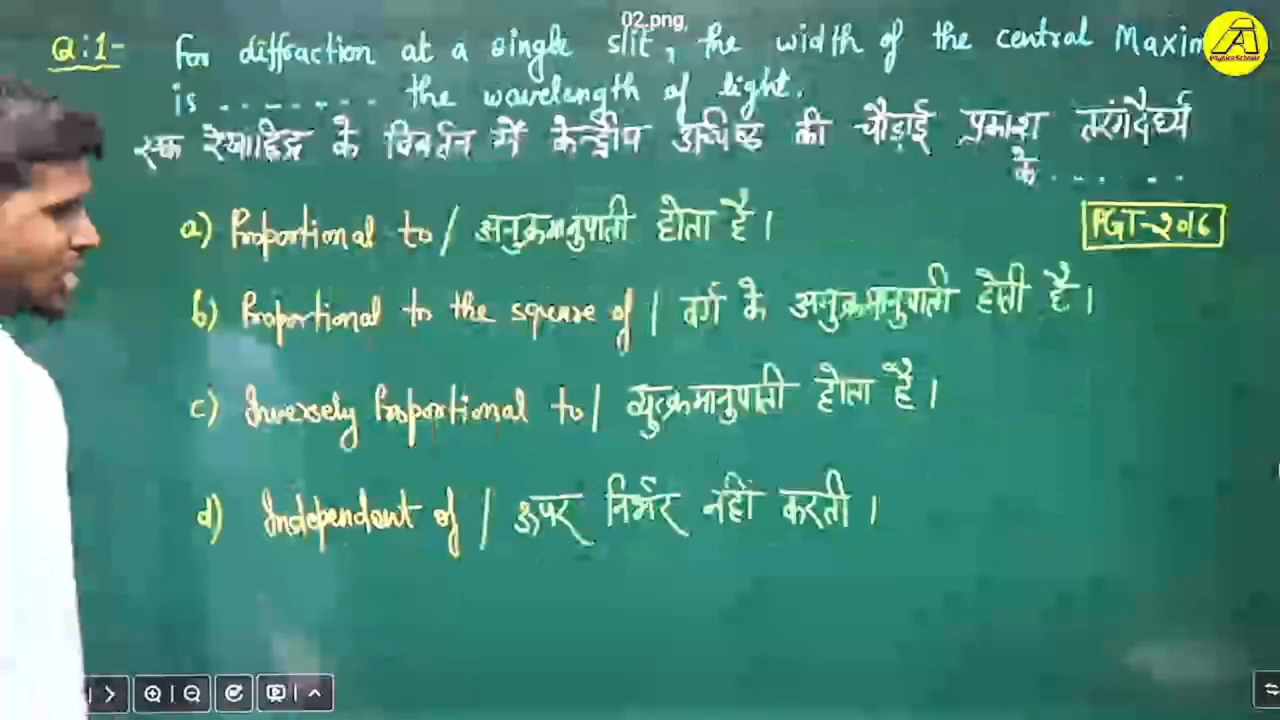 02.png
Q:1- For diffraction at a single slit, the width of the central Maxim
is ....... the wavelength of light.
एक रेखाछिद्र के विवर्तन में केन्द्रीय उच्चिष्ठ की चौड़ाई प्रकाश तरंगदैर्ध्य
के ......
a) Proportional to / अनुक्रमानुपाती होता है।
PGT-2016
b) Proportional to the square of / वर्ग के अनुक्रमानुपाती होती है।
c) Inversely Proportional to / व्युत्क्रमानुपाती होता है।
d) Independent of / ऊपर निर्भर नहीं करती।